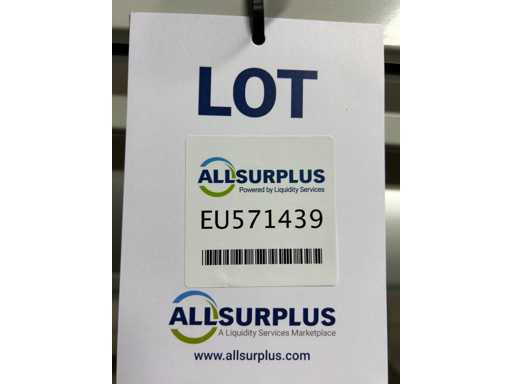 LOT
ALLSURPLUS
Powered by Liquidity Services
EU571439
ALLSURPLUS
A Liquidity Services Marketplace
www.allsurplus.com